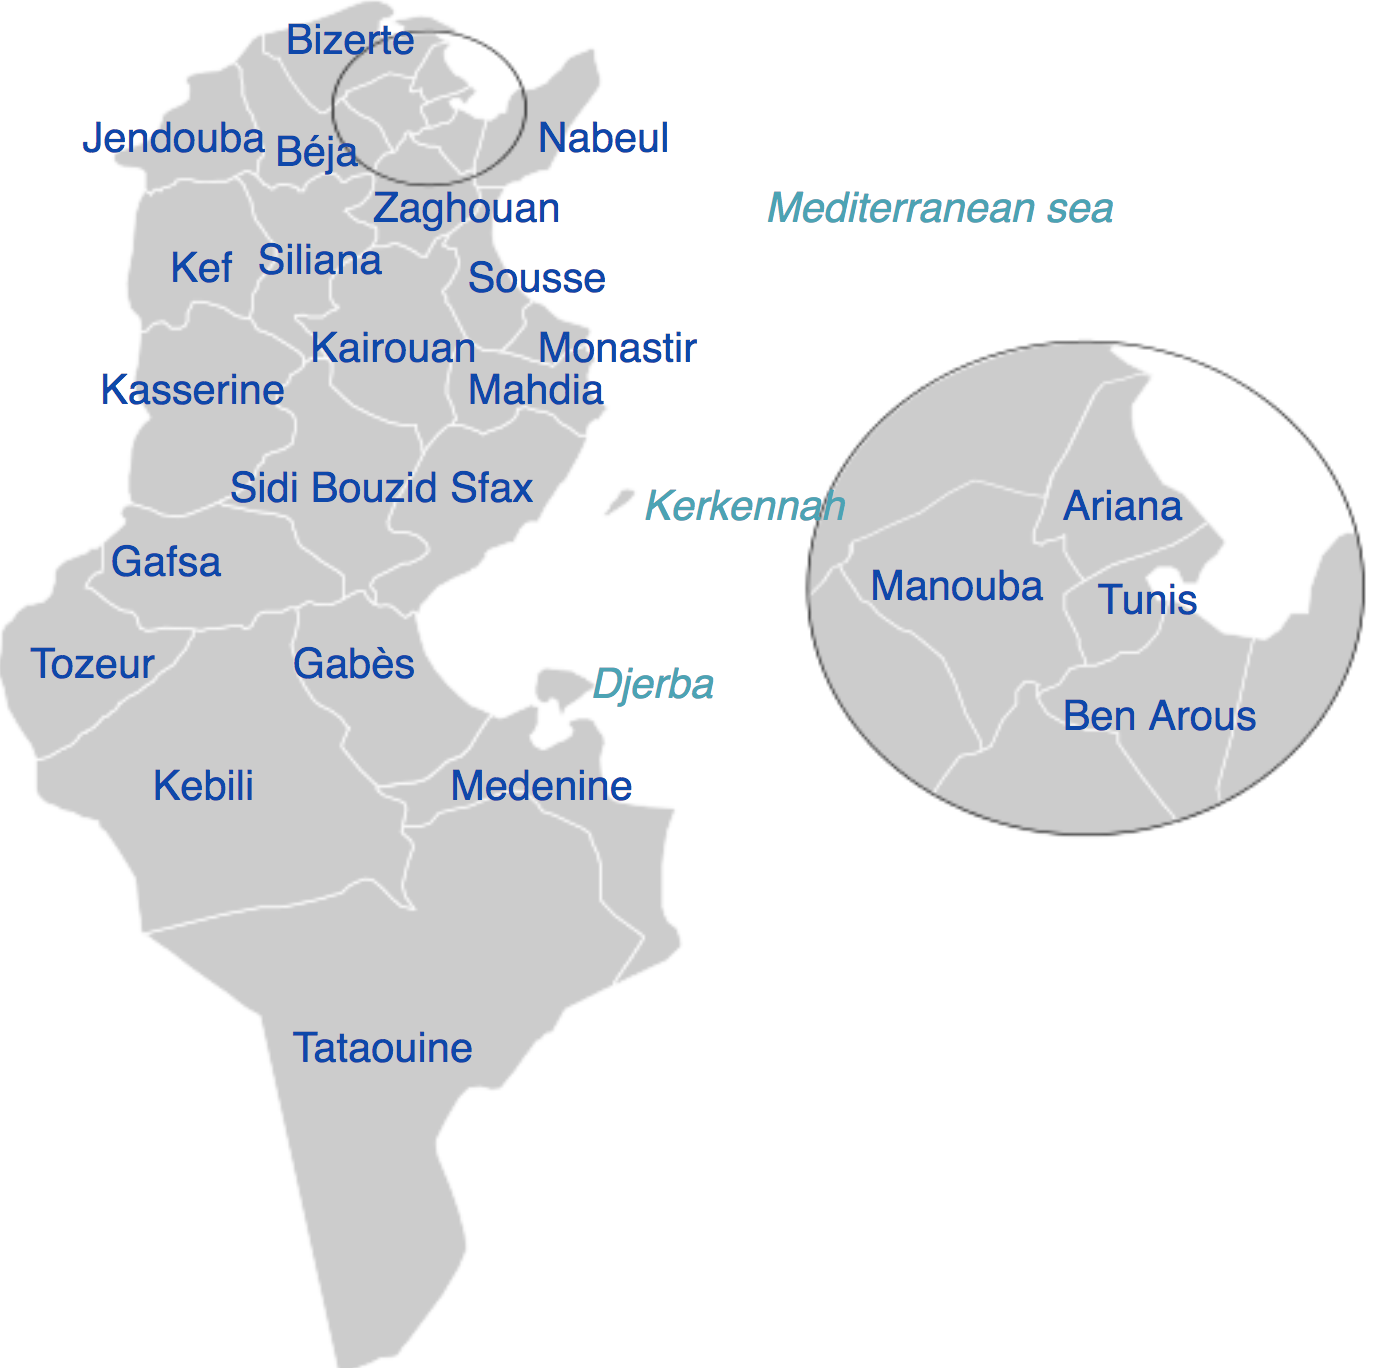 Bizerte
Jendouba
Béja
Nabeul
Zaghouan
Mediterranean sea
Kef
Siliana
Sousse
Kairouan
Monastir
Kasserine
Mahdia
Sidi Bouzid
Sfax
Kerkennah
Ariana
Gafsa
Manouba
Tunis
Tozeur
Gabès
Djerba
Ben Arous
Kebili
Medenine
Tataouine